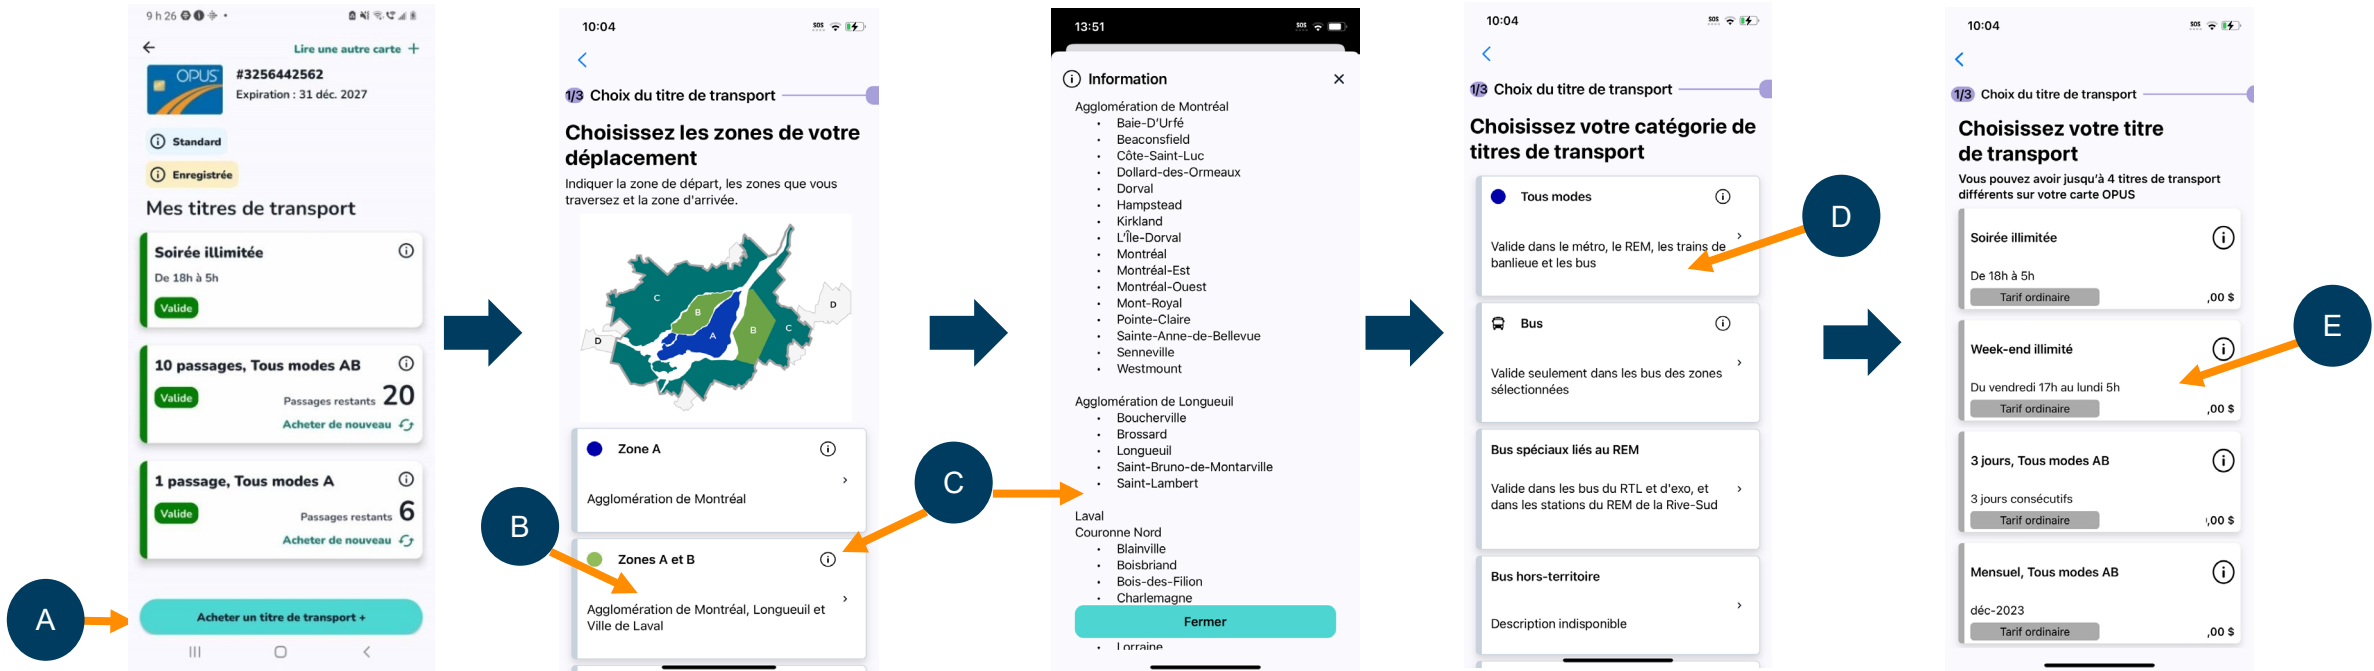 9 h 26
Lire une autre carte +
OPUS
#3256442562
Expiration : 31 déc. 2027
Standard
Enregistrée
Mes titres de transport
Soirée illimitée
De 18h à 5h
Valide
10 passages, Tous modes AB
Valide
Passages restants 20
Acheter de nouveau
1 passage, Tous modes A
Valide
Passages restants 6
Acheter de nouveau
Acheter un titre de transport +
A
10:04
SOS
1/3 Choix du titre de transport
Choisissez les zones de votre
déplacement
Indiquer la zone de départ, les zones que vous
traversez et la zone d'arrivée.
C
B
A
B
C
D
D
Zone A
Agglomération de Montréal
Zones A et B
Agglomération de Montréal, Longueuil et
Ville de Laval
B
C
13:51
SOS
Information
Agglomération de Montréal
• Baie-D'Urfé
• Beaconsfield
• Côte-Saint-Luc
• Dollard-des-Ormeaux
• Dorval
• Hampstead
• Kirkland
• L'Île-Dorval
• Montréal
• Montréal-Est
• Montréal-Ouest
• Mont-Royal
• Pointe-Claire
• Sainte-Anne-de-Bellevue
• Senneville
• Westmount
Agglomération de Longueuil
• Boucherville
• Brossard
• Longueuil
• Saint-Bruno-de-Montarville
• Saint-Lambert
Laval
Couronne Nord
• Blainville
• Boisbriand
• Bois-des-Filion
• Charlemagne
Fermer
• Lorraine
10:04
SOS
1/3 Choix du titre de transport
Choisissez votre catégorie de
titres de transport
Tous modes
Valide dans le métro, le REM, les trains de
banlieue et les bus
Bus
Valide seulement dans les bus des zones
sélectionnées
Bus spéciaux liés au REM
Valide dans les bus du RTL et d'exo, et
dans les stations du REM de la Rive-Sud
Bus hors-territoire
Description indisponible
D
10:04
SOS
1/3 Choix du titre de transport
Choisissez votre titre
de transport
Vous pouvez avoir jusqu'à 4 titres de transport
différents sur votre carte OPUS
Soirée illimitée
De 18h à 5h
Tarif ordinaire ,00 $
Week-end illimité
Du vendredi 17h au lundi 5h
Tarif ordinaire ,00 $
3 jours, Tous modes AB
3 jours consécutifs
Tarif ordinaire ,00 $
Mensuel, Tous modes AB
déc-2023
Tarif ordinaire ,00 $
E